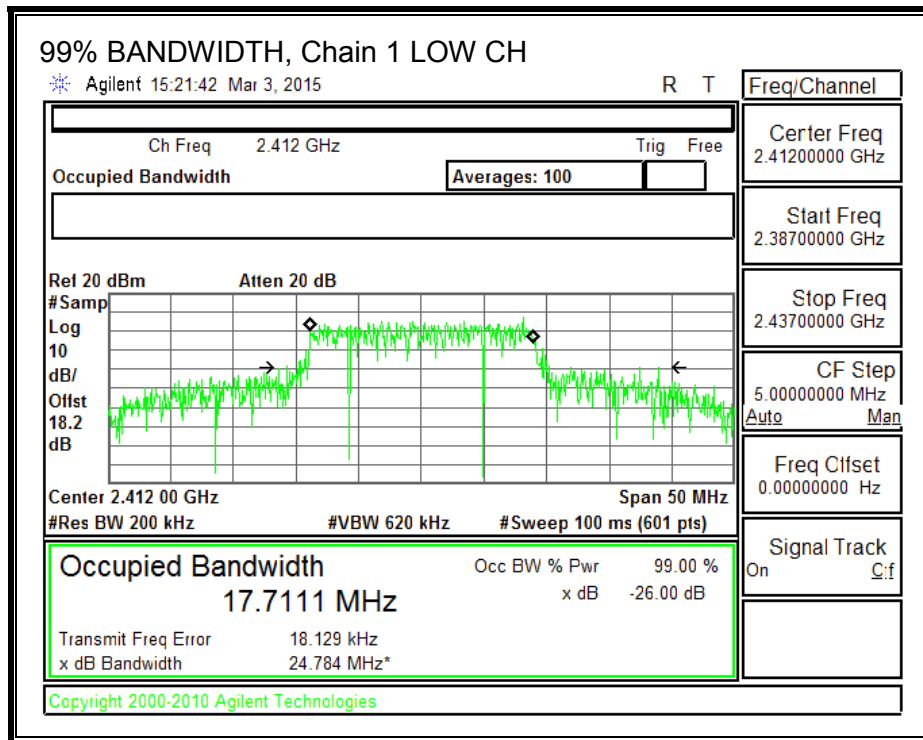 99% BANDWIDTH, Chain 1 LOW CH
Agilent 15:21:42 Mar 3, 2015 R T
Freq/Channel
Ch Freq 2.412 GHz Trig Free
Occupied Bandwidth Averages: 100
Center Freq
2.41200000 GHz
Start Freq
2.38700000 GHz
Stop Freq
2.43700000 GHz
CF Step
5.00000000 MHz
Auto Man
Freq Offset
0.00000000 Hz
Signal Track
On Off
Ref 20 dBm Atten 20 dB
#Samp
Log
10
dB/
Offst
18.2
dB
Center 2.412 00 GHz Span 50 MHz
#Res BW 200 kHz #VBW 620 kHz #Sweep 100 ms (601 pts)
Occupied Bandwidth Occ BW % Pwr 99.00 %
17.7111 MHz x dB -26.00 dB
Transmit Freq Error 18.129 kHz
x dB Bandwidth 24.784 MHz*
Copyright 2000-2010 Agilent Technologies